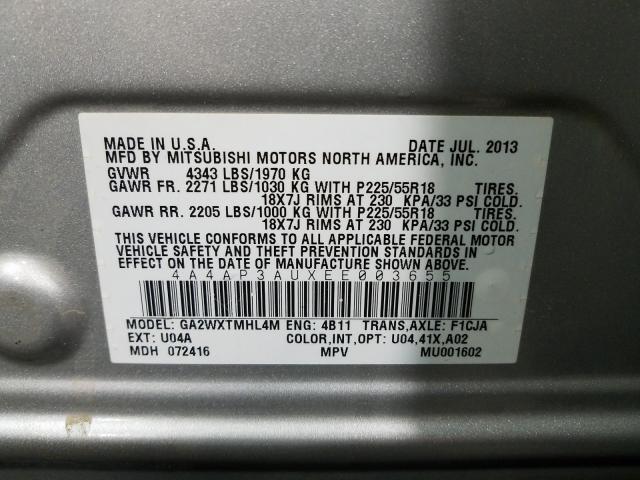 MADE IN U.S.A. DATE JUL. 2013
MFD BY MITSUBISHI MOTORS NORTH AMERICA, INC.
GVWR 4343 LBS/1970 KG
GAWR FR. 2271 LBS/1030 KG WITH P225/55R18 TIRES.
18X7J RIMS AT 230 KPA/33 PSI COLD.
GAWR RR. 2205 LBS/1000 KG WITH P225/55R18 TIRES.
18X7J RIMS AT 230 KPA/33 PSI COLD.
THIS VEHICLE CONFORMS TO ALL APPLICABLE FEDERAL MOTOR
VEHICLE SAFETY AND THEFT PREVENTION STANDARDS IN
EFFECT ON THE DATE OF MANUFACTURE SHOWN ABOVE.
4A4AP3AUXEE003655
MODEL: GA2WXTMHL4M ENG: 4B11 TRANS,AXLE: F1CJA
EXT: U04A COLOR,INT,OPT: U04,41X,A02
MDH 072416 MPV MU001602